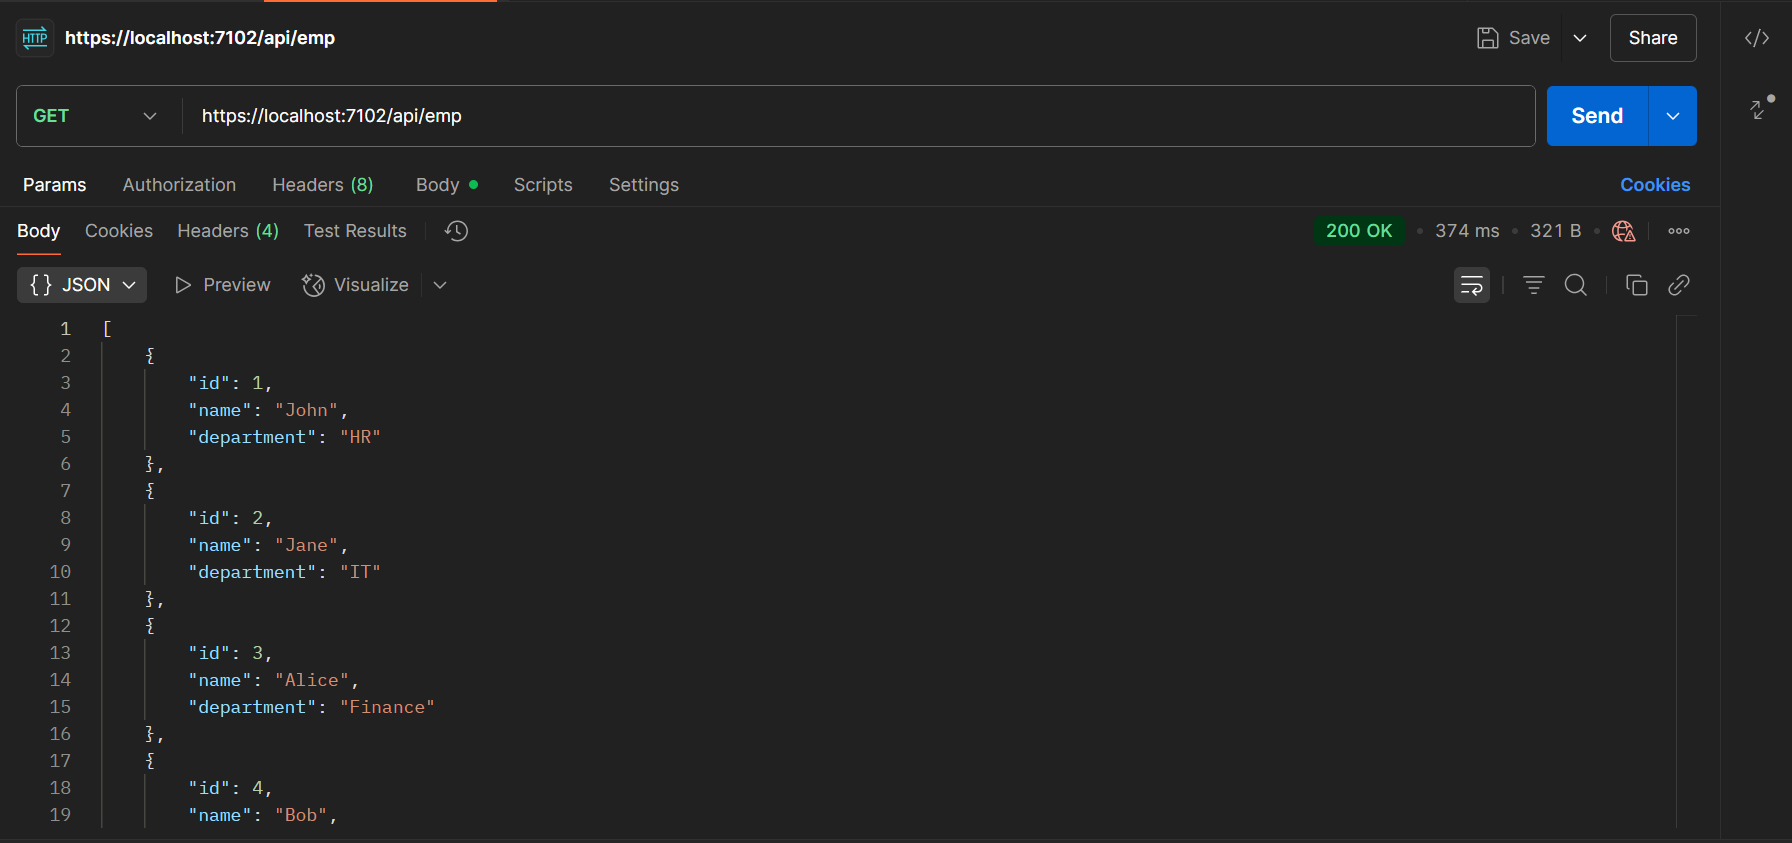 HTTP https://localhost:7102/api/emp Save Share
GET https://localhost:7102/api/emp Send
Params Authorization Headers (8) Body Scripts Settings Cookies
Body Cookies Headers (4) Test Results 200 OK • 374 ms • 321 B •
{} JSON Preview Visualize
1 [
2 {
3 "id": 1,
4 "name": "John",
5 "department": "HR"
6 },
7 {
8 "id": 2,
9 "name": "Jane",
10 "department": "IT"
11 },
12 {
13 "id": 3,
14 "name": "Alice",
15 "department": "Finance"
16 },
17 {
18 "id": 4,
19 "name": "Bob",